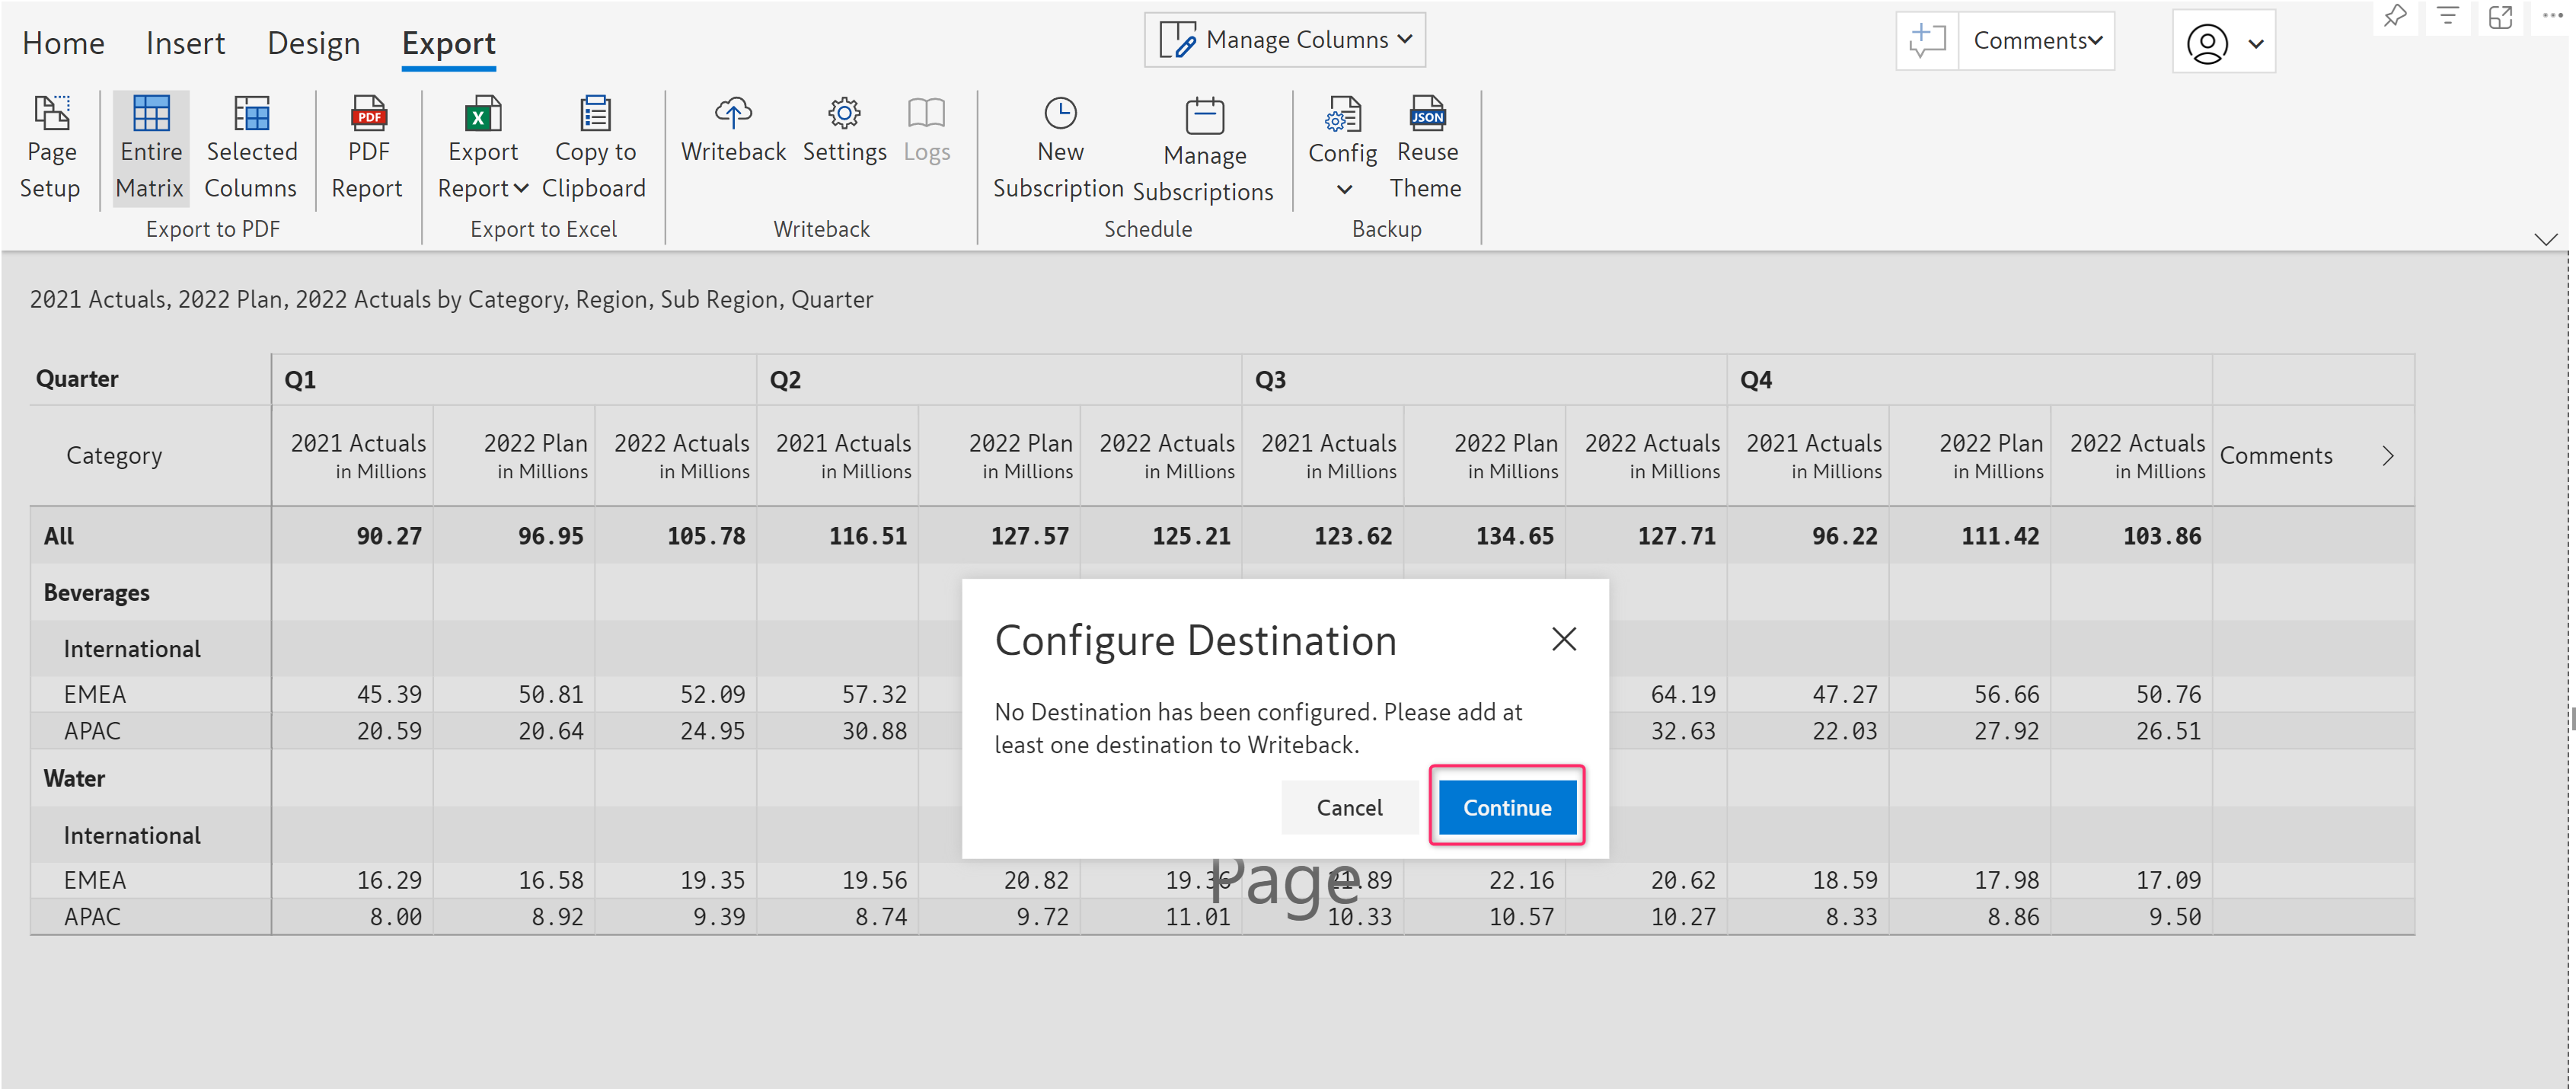 Home Insert Design Export Manage Columns Comments
Page Setup
Entire Matrix
Selected Columns
PDF Report
Export Report
Copy to Clipboard
Writeback
Settings
Logs
New Subscription
Manage Subscriptions
Config
JSON
Reuse Theme
Export to PDF Export to Excel Writeback Schedule Backup
2021 Actuals, 2022 Plan, 2022 Actuals by Category, Region, Sub Region, Quarter
Quarter Q1 Q2 Q3 Q4
Category 2021 Actuals 2022 Plan 2022 Actuals 2021 Actuals 2022 Plan 2022 Actuals 2021 Actuals 2022 Plan 2022 Actuals 2021 Actuals 2022 Plan 2022 Actuals Comments
in Millions in Millions in Millions in Millions in Millions in Millions in Millions in Millions in Millions in Millions in Millions in Millions
All 90.27 96.95 105.78 116.51 127.57 125.21 123.62 134.65 127.71 96.22 111.42 103.86
Beverages
International
EMEA 45.39 50.81 52.09 57.32 64.19 47.27 56.66 50.76
APAC 20.59 20.64 24.95 30.88 32.63 22.03 27.92 26.51
Water
International
EMEA 16.29 16.58 19.35 19.56 20.82 22.16 20.62 18.59 17.98 17.09
APAC 8.00 8.92 9.39 8.74 9.72 11.01 10.33 10.57 10.27 8.33 8.86 9.50
Configure Destination
No Destination has been configured. Please add at
least one destination to Writeback.
Cancel Continue
Page